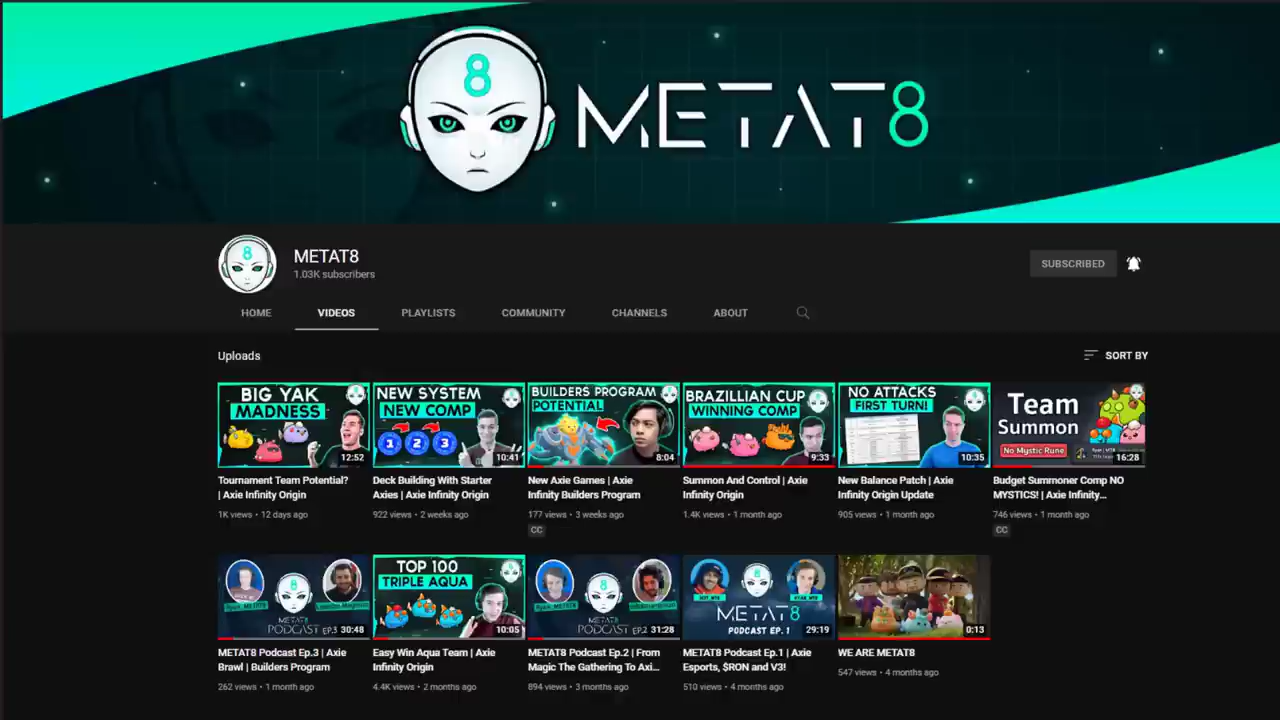 8
METAT8
8
METAT8
1.03K subscribers
SUBSCRIBED
HOME
VIDEOS
PLAYLISTS
COMMUNITY
CHANNELS
ABOUT
Uploads
SORT BY
BIG YAK
MADNESS
12:52
NEW SYSTEM
NEW COMP
1 2 3
10:41
BUILDERS PROGRAM
POTENTIAL
8:04
BRAZILLIAN CUP
WINNING COMP
9:33
NO ATTACKS
FIRST TURN!
10:35
Team
Summon
No Mystic Rune
16:28
Tournament Team Potential?
| Axie Infinity Origin
1K views • 12 days ago
Deck Building With Starter
Axies | Axie Infinity Origin
922 views • 2 weeks ago
New Axie Games | Axie
Infinity Builders Program
177 views • 3 weeks ago
CC
Summon And Control | Axie
Infinity Origin
1.4K views • 1 month ago
New Balance Patch | Axie
Infinity Origin Update
905 views • 1 month ago
Budget Summoner Comp NO
MYSTICS! | Axie Infinity...
746 views • 1 month ago
CC
METAT8
PODCAST EP.3
30:48
TOP 100
TRIPLE AQUA
10:05
METAT8
PODCAST EP.2
31:28
METAT8
PODCAST EP. 1
29:19
0:13
METAT8 Podcast Ep.3 | Axie
Brawl | Builders Program
262 views • 1 month ago
Easy Win Aqua Team | Axie
Infinity Origin
4.4K views • 2 months ago
METAT8 Podcast Ep.2 | From
Magic The Gathering To Axi...
894 views • 3 months ago
METAT8 Podcast Ep.1 | Axie
Esports, $RON and V3!
510 views • 4 months ago
WE ARE METAT8
547 views • 4 months ago